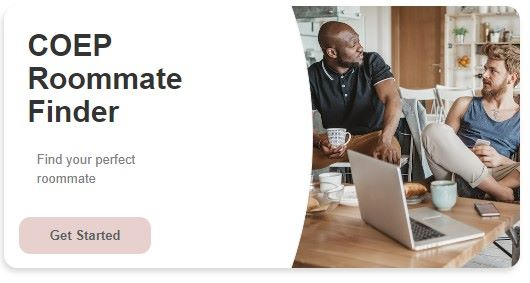 COEP
Roommate
Finder
Find your perfect
roommate
Get Started